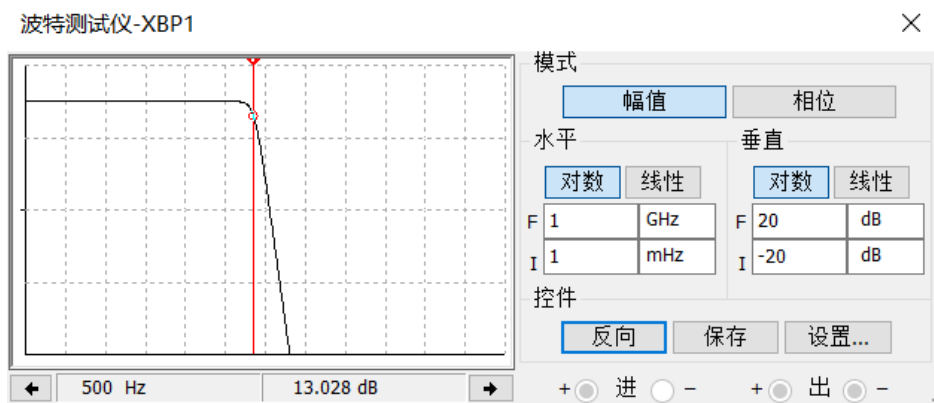 波特测试仪-XBP1
模式
幅值 相位
水平 垂直
对数 线性 对数 线性
F 1 GHz F 20 dB
I 1 mHz I -20 dB
控件
反向 保存 设置...
500 Hz 13.028 dB + 进 - + 出 -